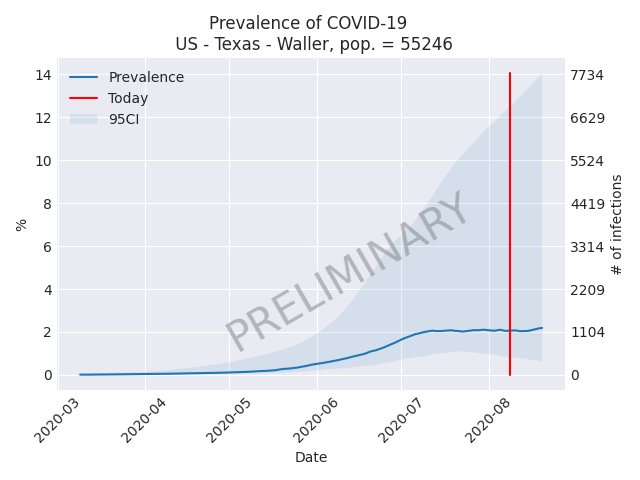 Prevalence of COVID-19
US - Texas - Waller, pop. = 55246
Prevalence
Today
95CI
14
12
10
8
6
4
2
0
%
7734
6629
5524
4419
3314
2209
1104
0
# of infections
PRELIMINARY
2020-03
2020-04
2020-05
2020-06
2020-07
2020-08
Date